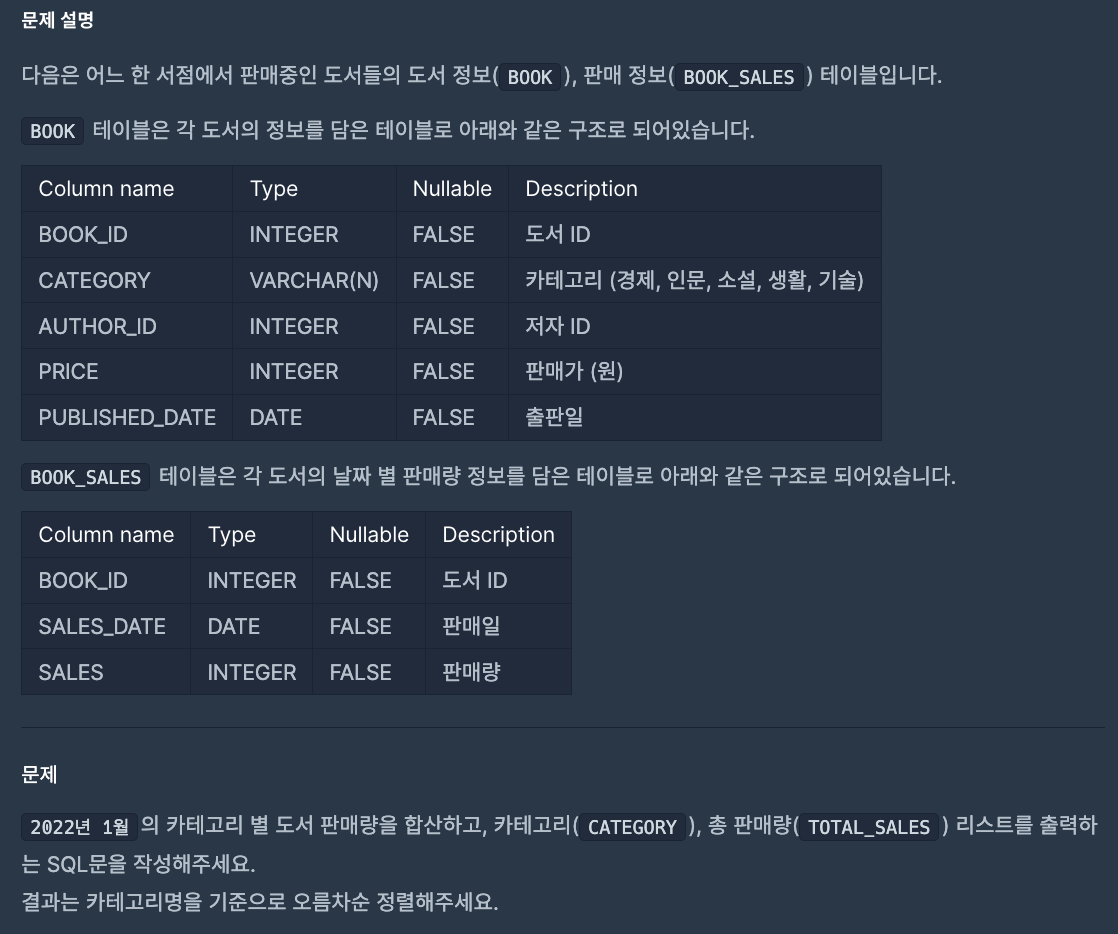 문제 설명
다음은 어느 한 서점에서 판매중인 도서들의 도서 정보( BOOK ), 판매 정보( BOOK_SALES ) 테이블입니다.
BOOK 테이블은 각 도서의 정보를 담은 테이블로 아래와 같은 구조로 되어있습니다.
Column name Type Nullable Description
BOOK_ID INTEGER FALSE 도서 ID
CATEGORY VARCHAR(N) FALSE 카테고리 (경제, 인문, 소설, 생활, 기술)
AUTHOR_ID INTEGER FALSE 저자 ID
PRICE INTEGER FALSE 판매가 (원)
PUBLISHED_DATE DATE FALSE 출판일
BOOK_SALES 테이블은 각 도서의 날짜 별 판매량 정보를 담은 테이블로 아래와 같은 구조로 되어있습니다.
Column name Type Nullable Description
BOOK_ID INTEGER FALSE 도서 ID
SALES_DATE DATE FALSE 판매일
SALES INTEGER FALSE 판매량
문제
2022년 1월 의 카테고리 별 도서 판매량을 합산하고, 카테고리( CATEGORY ), 총 판매량( TOTAL_SALES ) 리스트를 출력하
는 SQL문을 작성해주세요.
결과는 카테고리명을 기준으로 오름차순 정렬해주세요.